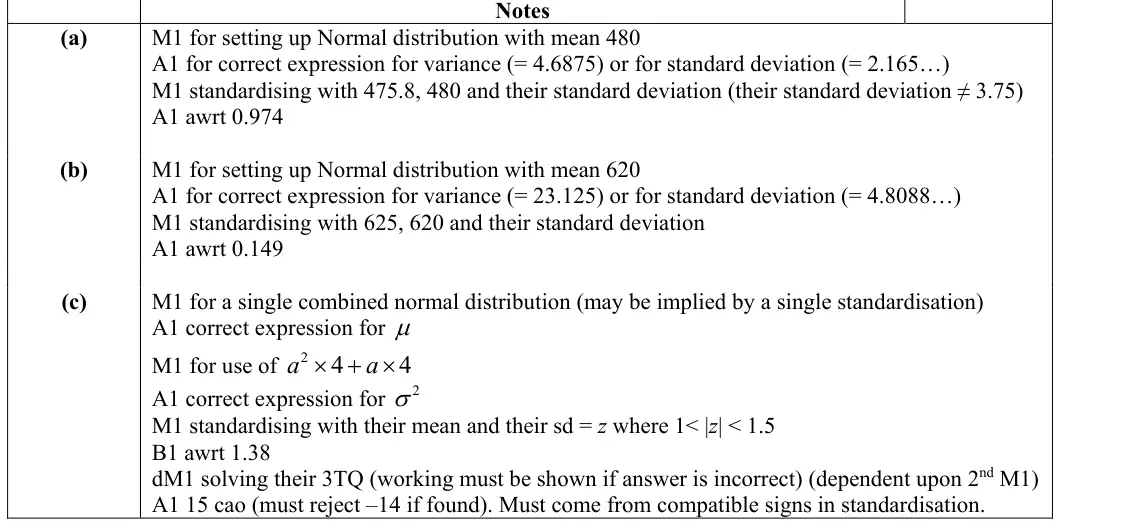 Notes
(a) M1 for setting up Normal distribution with mean 480
A1 for correct expression for variance (= 4.6875) or for standard deviation (= 2.165…)
M1 standardising with 475.8, 480 and their standard deviation (their standard deviation ≠ 3.75)
A1 awrt 0.974
(b) M1 for setting up Normal distribution with mean 620
A1 for correct expression for variance (= 23.125) or for standard deviation (= 4.8088…)
M1 standardising with 625, 620 and their standard deviation
A1 awrt 0.149
(c) M1 for a single combined normal distribution (may be implied by a single standardisation)
A1 correct expression for μ
M1 for use of a² × 4 + a × 4
A1 correct expression for σ²
M1 standardising with their mean and their sd = z where 1< |z| < 1.5
B1 awrt 1.38
dM1 solving their 3TQ (working must be shown if answer is incorrect) (dependent upon 2nd M1)
A1 15 cao (must reject –14 if found). Must come from compatible signs in standardisation.